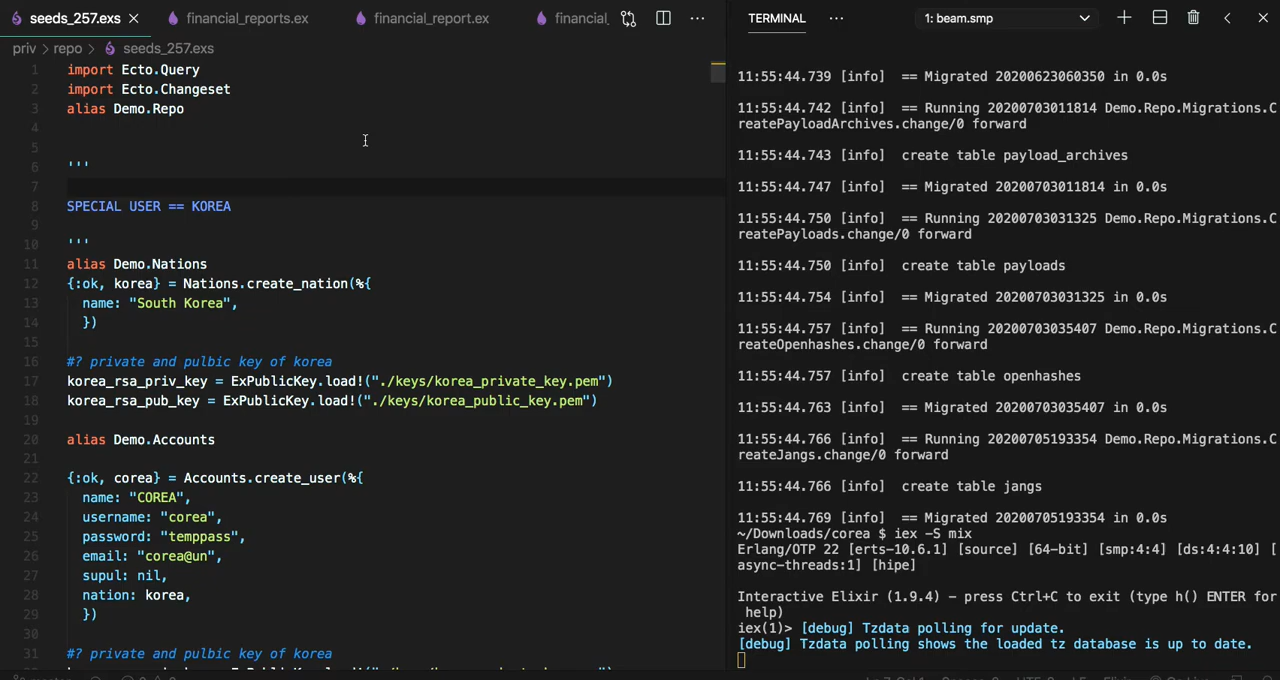 seeds_257.exs
financial_reports.ex
financial_report.ex
financial_
priv > repo > seeds_257.exs
1 import Ecto.Query
2 import Ecto.Changeset
3 alias Demo.Repo
4
5
6 '''
7
8 SPECIAL USER == KOREA
9
10 '''
11 alias Demo.Nations
12 {:ok, korea} = Nations.create_nation(%{
13 name: "South Korea",
14 })
15
16 #? private and pulbic key of korea
17 korea_rsa_priv_key = ExPublicKey.load!("./keys/korea_private_key.pem")
18 korea_rsa_pub_key = ExPublicKey.load!("./keys/korea_public_key.pem")
19
20 alias Demo.Accounts
21
22 {:ok, corea} = Accounts.create_user(%{
23 name: "COREA",
24 username: "corea",
25 password: "temppass",
26 email: "corea@un",
27 supul: nil,
28 nation: korea,
29 })
30
31 #? private and pulbic key of korea
TERMINAL
1: beam.smp
11:55:44.739 [info] == Migrated 20200623060350 in 0.0s
11:55:44.742 [info] == Running 20200703011814 Demo.Repo.Migrations.C
reatePayloadArchives.change/0 forward
11:55:44.743 [info] create table payload_archives
11:55:44.747 [info] == Migrated 20200703011814 in 0.0s
11:55:44.750 [info] == Running 20200703031325 Demo.Repo.Migrations.C
reatePayloads.change/0 forward
11:55:44.750 [info] create table payloads
11:55:44.754 [info] == Migrated 20200703031325 in 0.0s
11:55:44.757 [info] == Running 20200703035407 Demo.Repo.Migrations.C
reateOpenhashes.change/0 forward
11:55:44.757 [info] create table openhashes
11:55:44.763 [info] == Migrated 20200703035407 in 0.0s
11:55:44.766 [info] == Running 20200705193354 Demo.Repo.Migrations.C
reateJangs.change/0 forward
11:55:44.766 [info] create table jangs
11:55:44.769 [info] == Migrated 20200705193354 in 0.0s
~/Downloads/corea $ iex -S mix
Erlang/OTP 22 [erts-10.6.1] [source] [64-bit] [smp:4:4] [ds:4:4:10] [
async-threads:1] [hipe]
Interactive Elixir (1.9.4) – press Ctrl+C to exit (type h() ENTER for
help)
iex(1)> [debug] Tzdata polling for update.
[debug] Tzdata polling shows the loaded tz database is up to date.